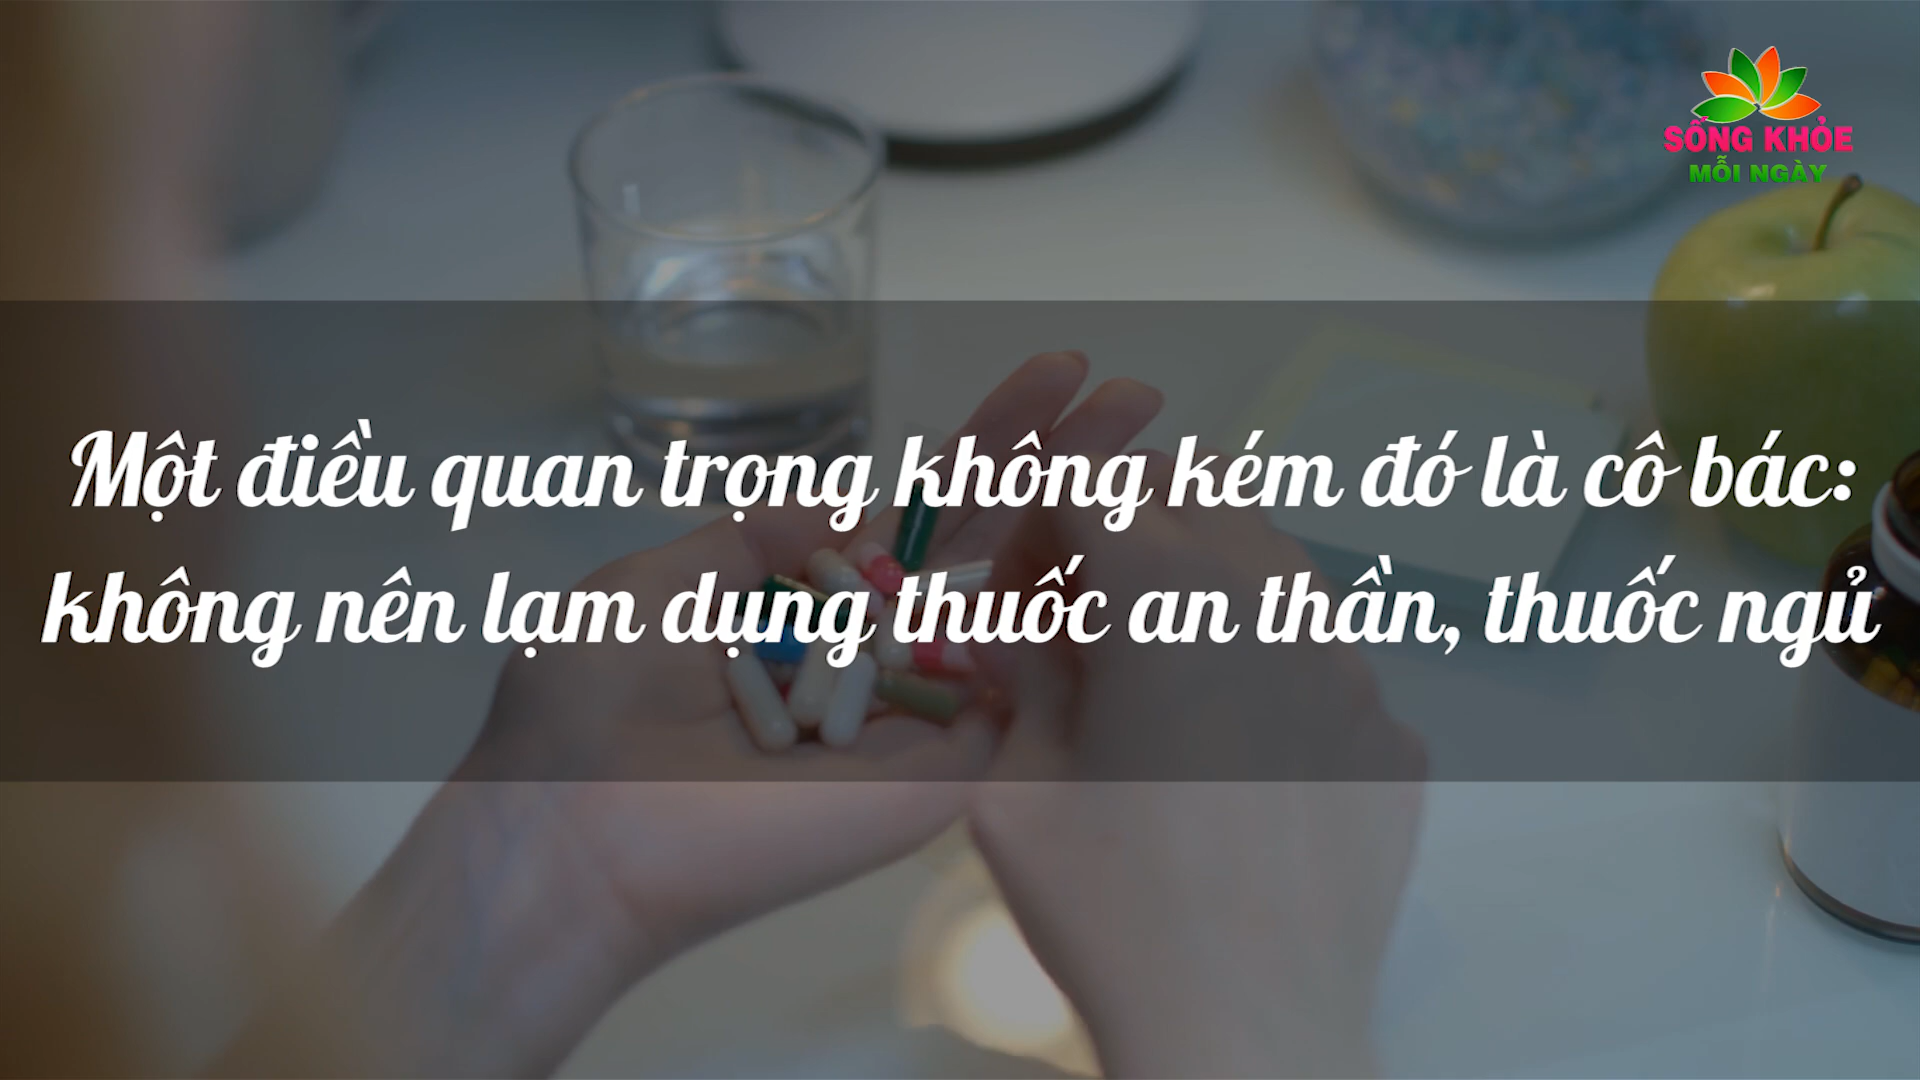 SỐNG KHỎE
MỖI NGÀY
Một điều quan trọng không kém đó là cô bác:
không nên lạm dụng thuốc an thần, thuốc ngủ